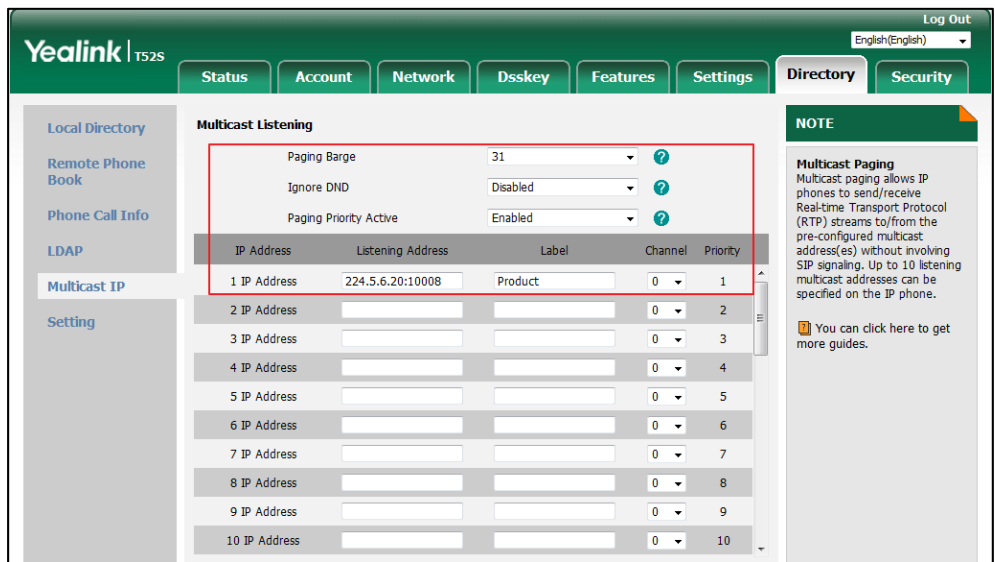 Log Out
Yealink T52S
English(English)
Status Account Network Dsskey Features Settings Directory Security
Local Directory
Remote Phone
Book
Phone Call Info
LDAP
Multicast IP
Setting
Multicast Listening
Paging Barge 31 ?
Ignore DND Disabled ?
Paging Priority Active Enabled ?
IP Address Listening Address Label Channel Priority
1 IP Address 224.5.6.20:10008 Product 0 1
2 IP Address 0 2
3 IP Address 0 3
4 IP Address 0 4
5 IP Address 0 5
6 IP Address 0 6
7 IP Address 0 7
8 IP Address 0 8
9 IP Address 0 9
10 IP Address 0 10
NOTE
Multicast Paging
Multicast paging allows IP
phones to send/receive
Real-time Transport Protocol
(RTP) streams to/from the
pre-configured multicast
address(es) without involving
SIP signaling. Up to 10 listening
multicast addresses can be
specified on the IP phone.
? You can click here to get
more guides.